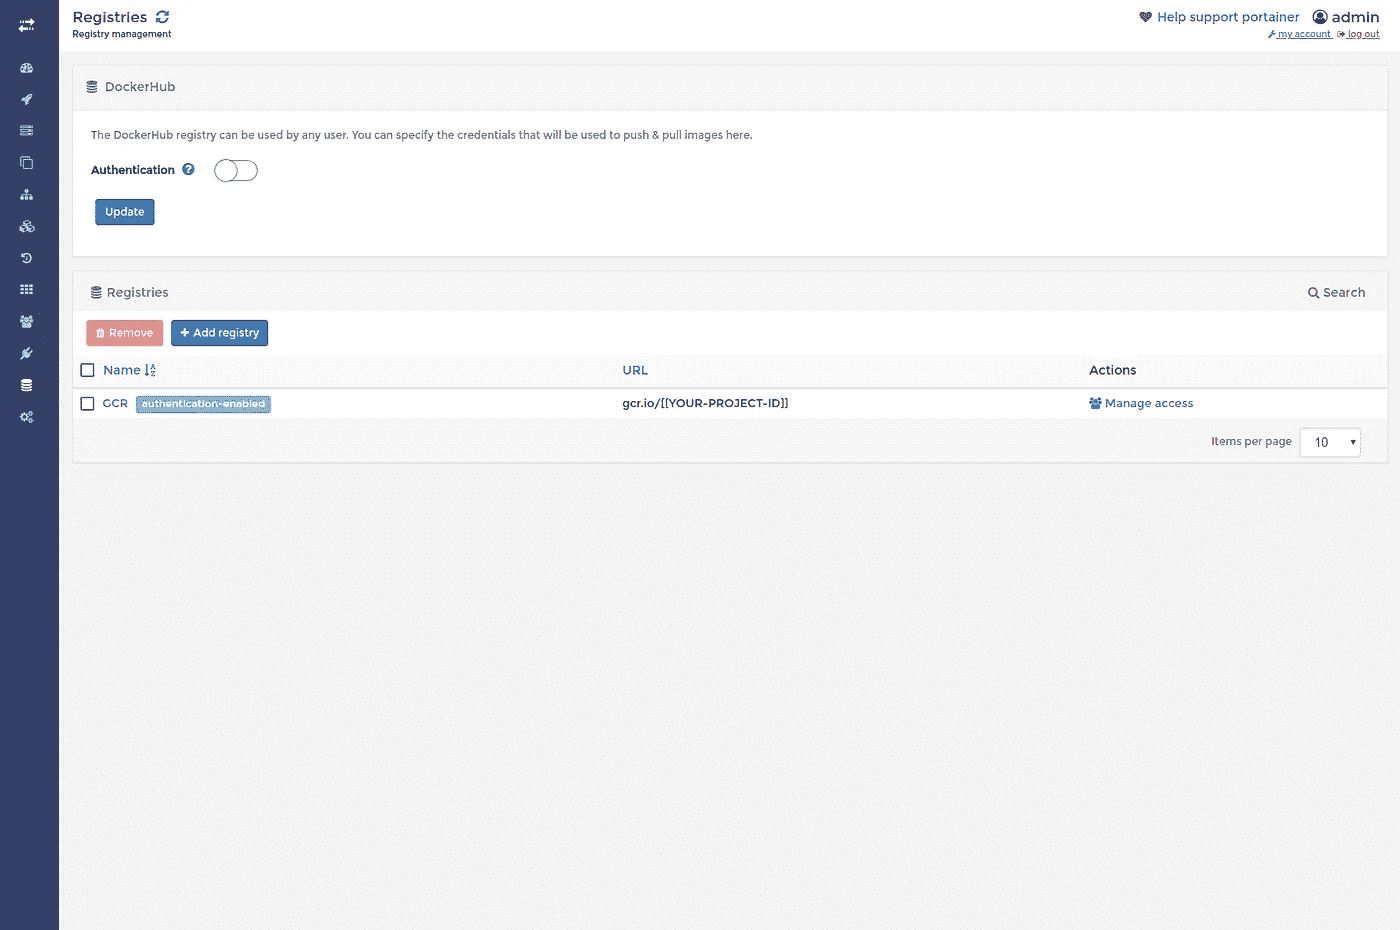 Registries
Registry management
Help support portainer
admin
my account
log out
DockerHub
The DockerHub registry can be used by any user. You can specify the credentials that will be used to push & pull images here.
Authentication
Update
Registries
Search
Remove
Add registry
Name
URL
Actions
GCR
authentication-enabled
gcr.io/[[YOUR-PROJECT-ID]]
Manage access
Items per page
10